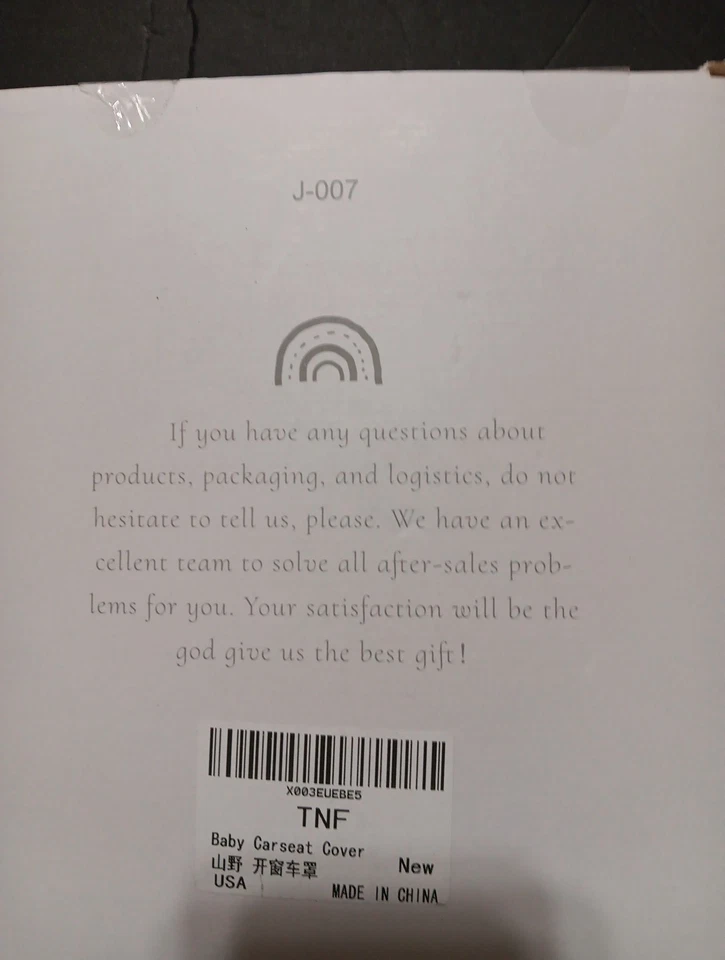 J-007
If you have any questions about
products, packaging, and logistics, do not
hesitate to tell us, please. We have an ex-
cellent team to solve all after-sales prob-
lems for you. Your satisfaction will be the
god give us the best gift!
X003EUEBE5
TNF
Baby Carseat Cover
山野 开窗车罩 New
USA MADE IN CHINA